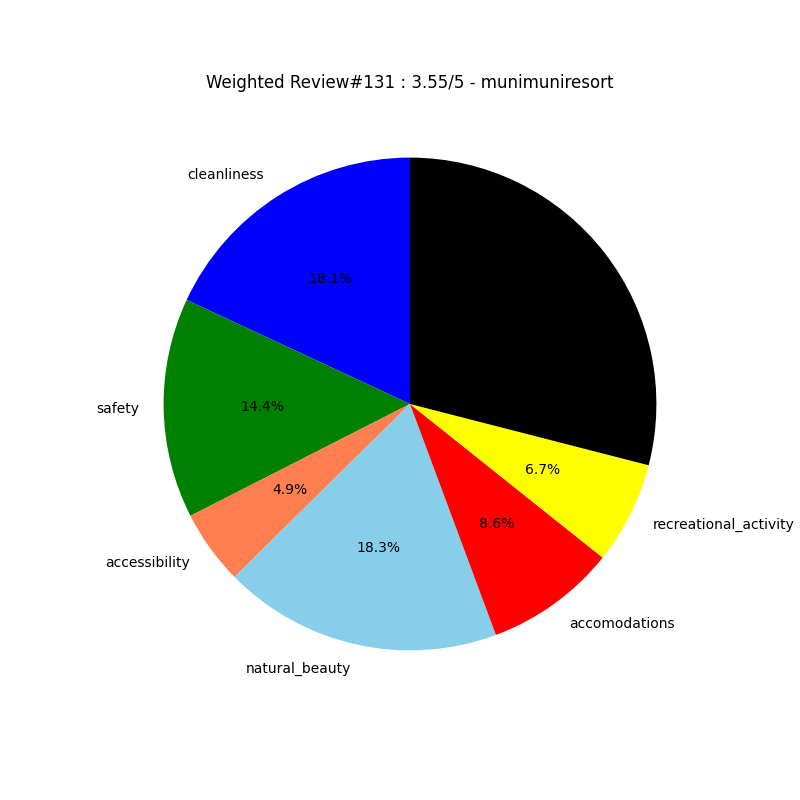 Weighted Review#131 : 3.55/5 - munimuniresort
cleanliness
18.1%
safety
14.4%
accessibility
4.9%
natural_beauty
18.3%
accomodations
8.6%
recreational_activity
6.7%